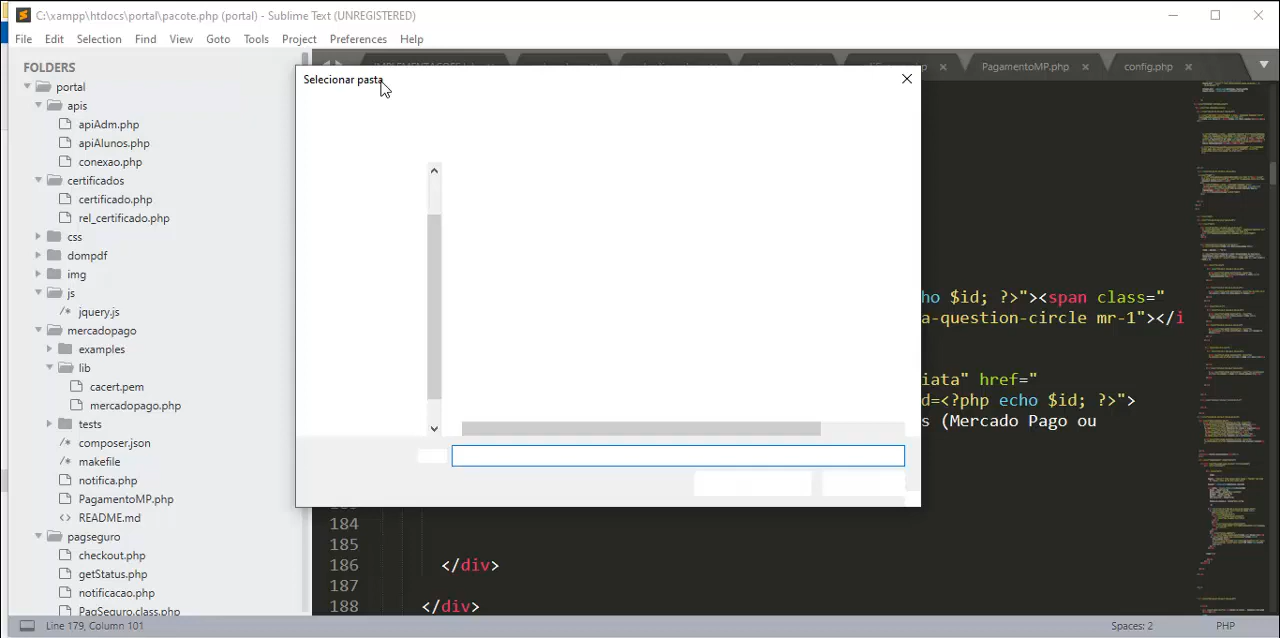 C:\xampp\htdocs\portal\pacote.php (portal) - Sublime Text (UNREGISTERED)
File Edit Selection Find View Goto Tools Project Preferences Help
FOLDERS
portal
apis
apiAdm.php
apiAlunos.php
conexao.php
certificados
certificado.php
rel_certificado.php
css
dompdf
img
js
jquery.js
mercadopago
examples
lib
cacert.pem
mercadopago.php
tests
composer.json
makefile
notifica.php
PagamentoMP.php
README.md
pagseguro
checkout.php
getStatus.php
notificacao.php
PagSeguro.class.php
PagamentoMP.php
config.php
Selecionar pasta
ho $id; ?>"><span class="
a-question-circle mr-1"></i
iata" href="
d=<?php echo $id; ?>">
s (Mercado Pago ou
184
185
186 </div>
187
188 </div>
Line 179, Column 101
Spaces: 2
PHP